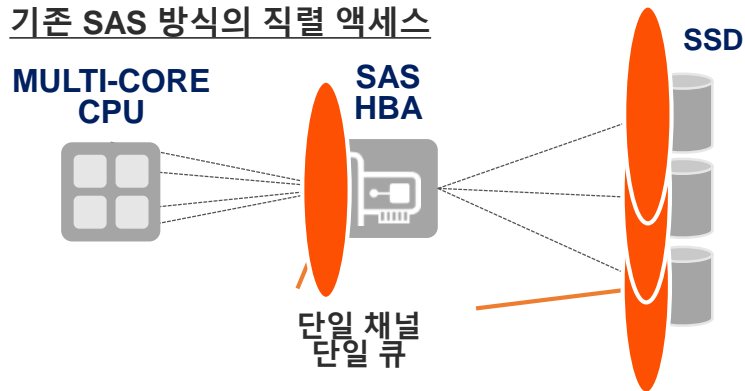 기존 SAS 방식의 직렬 액세스
SSD
MULTI-CORE
CPU
SAS
HBA
단일 채널
단일 큐